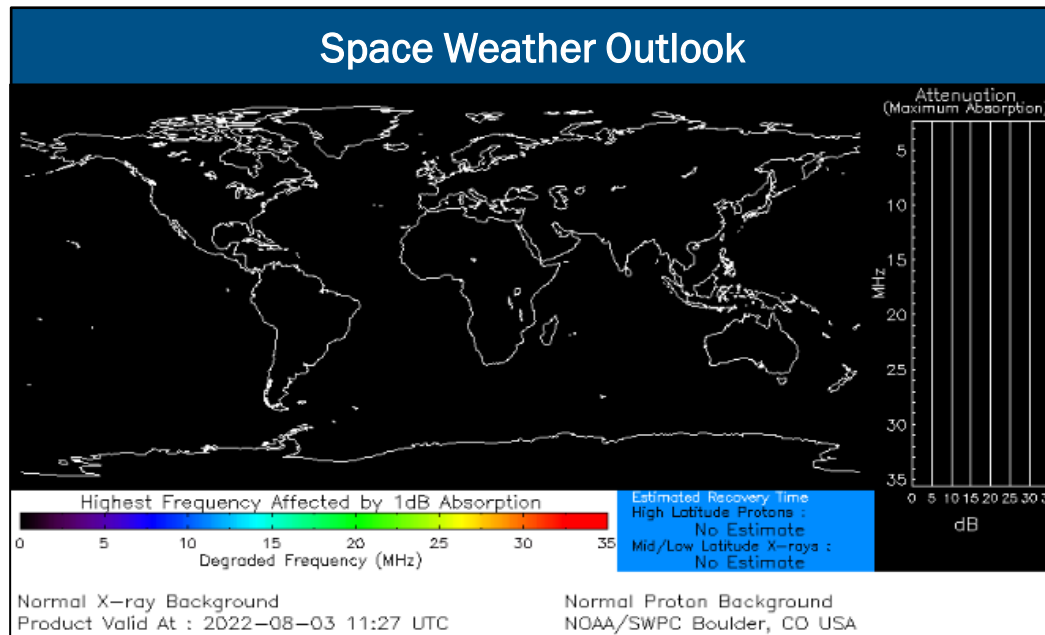 Space Weather Outlook
Attenuation
(Maximum Absorption)
5
10
15
20
25
30
35
MHz
0 5 10 15 20 25 30
dB
Highest Frequency Affected by 1dB Absorption
0 5 10 15 20 25 30 35
Degraded Frequency (MHz)
Estimated Recovery Time
High Latitude Protons :
No Estimate
Mid/Low Latitude X-rays :
No Estimate
Normal X-ray Background
Product Valid At : 2022-08-03 11:27 UTC
Normal Proton Background
NOAA/SWPC Boulder, CO USA